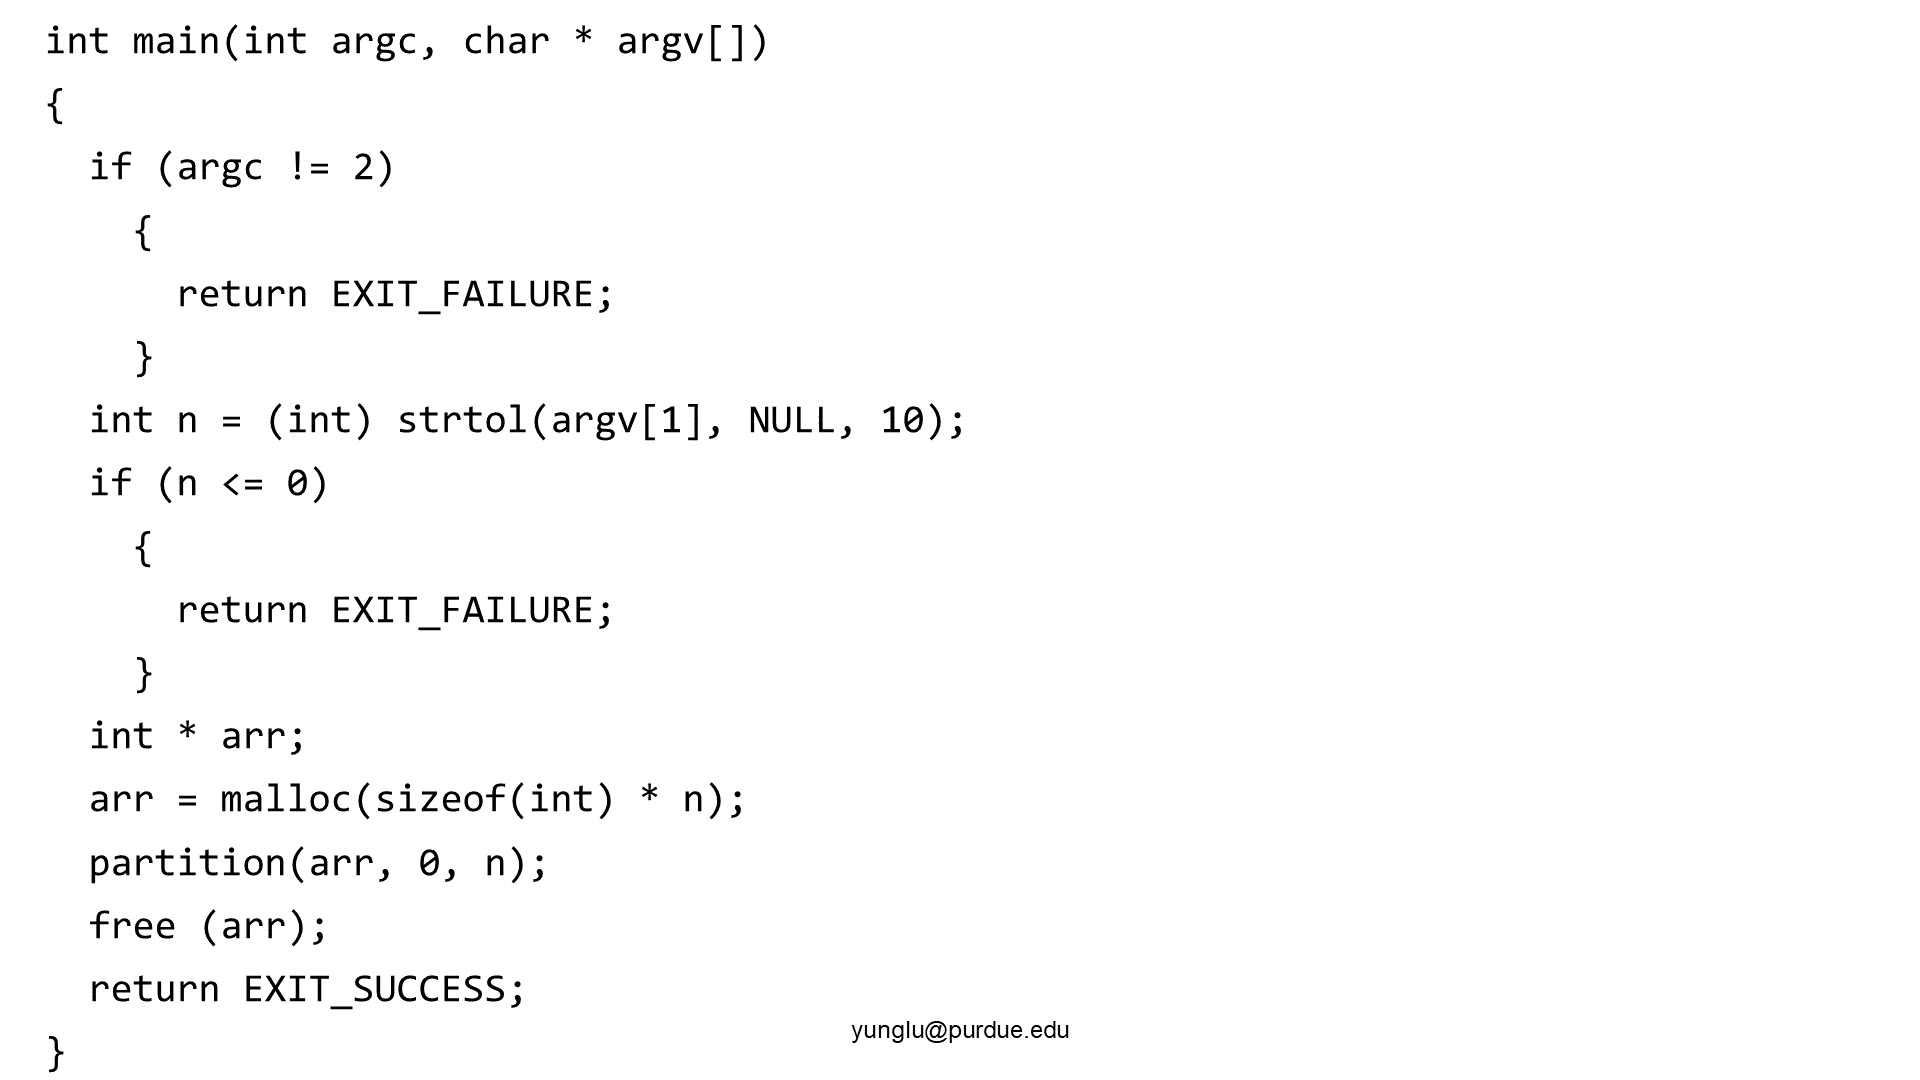 int main(int argc, char * argv[])
{
  if (argc != 2)
    {
      return EXIT_FAILURE;
    }
  int n = (int) strtol(argv[1], NULL, 10);
  if (n <= 0)
    {
      return EXIT_FAILURE;
    }
  int * arr;
  arr = malloc(sizeof(int) * n);
  partition(arr, 0, n);
  free (arr);
  return EXIT_SUCCESS;
}
yunglu@purdue.edu